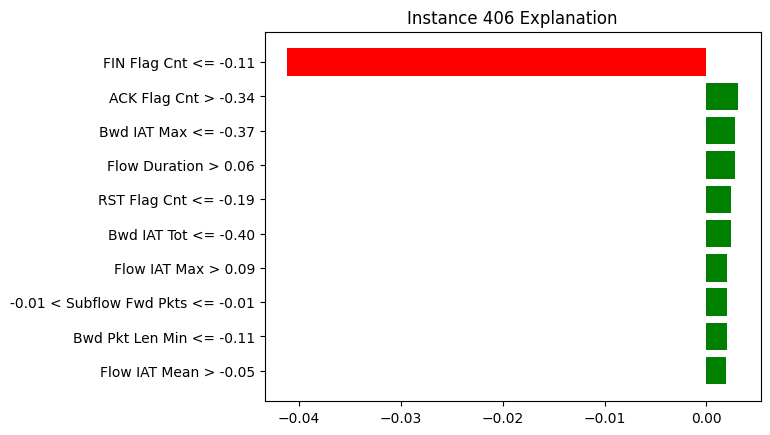 Instance 406 Explanation
FIN Flag Cnt <= -0.11
ACK Flag Cnt > -0.34
Bwd IAT Max <= -0.37
Flow Duration > 0.06
RST Flag Cnt <= -0.19
Bwd IAT Tot <= -0.40
Flow IAT Max > 0.09
-0.01 < Subflow Fwd Pkts <= -0.01
Bwd Pkt Len Min <= -0.11
Flow IAT Mean > -0.05
−0.04 −0.03 −0.02 −0.01 0.00